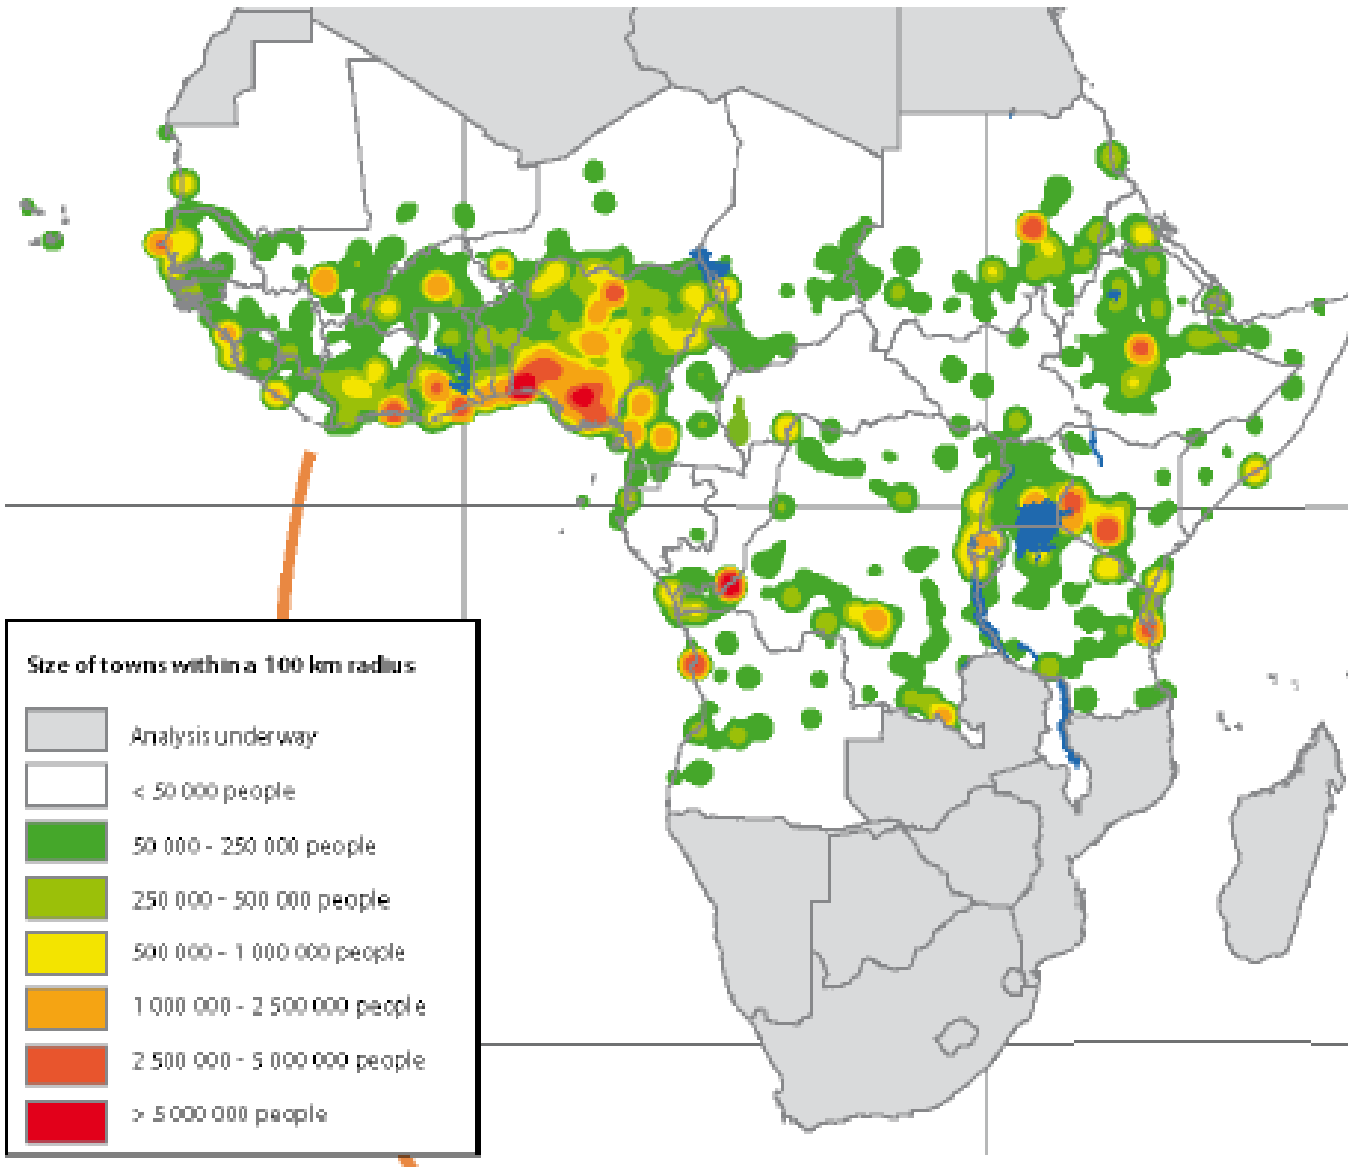 Size of towns within a 100 km radius
Analysis underway
< 50 000 people
50 000 - 250 000 people
250 000 - 500 000 people
500 000 - 1 000 000 people
1 000 000 - 2 500 000 people
2 500 000 - 5 000 000 people
> 5 000 000 people